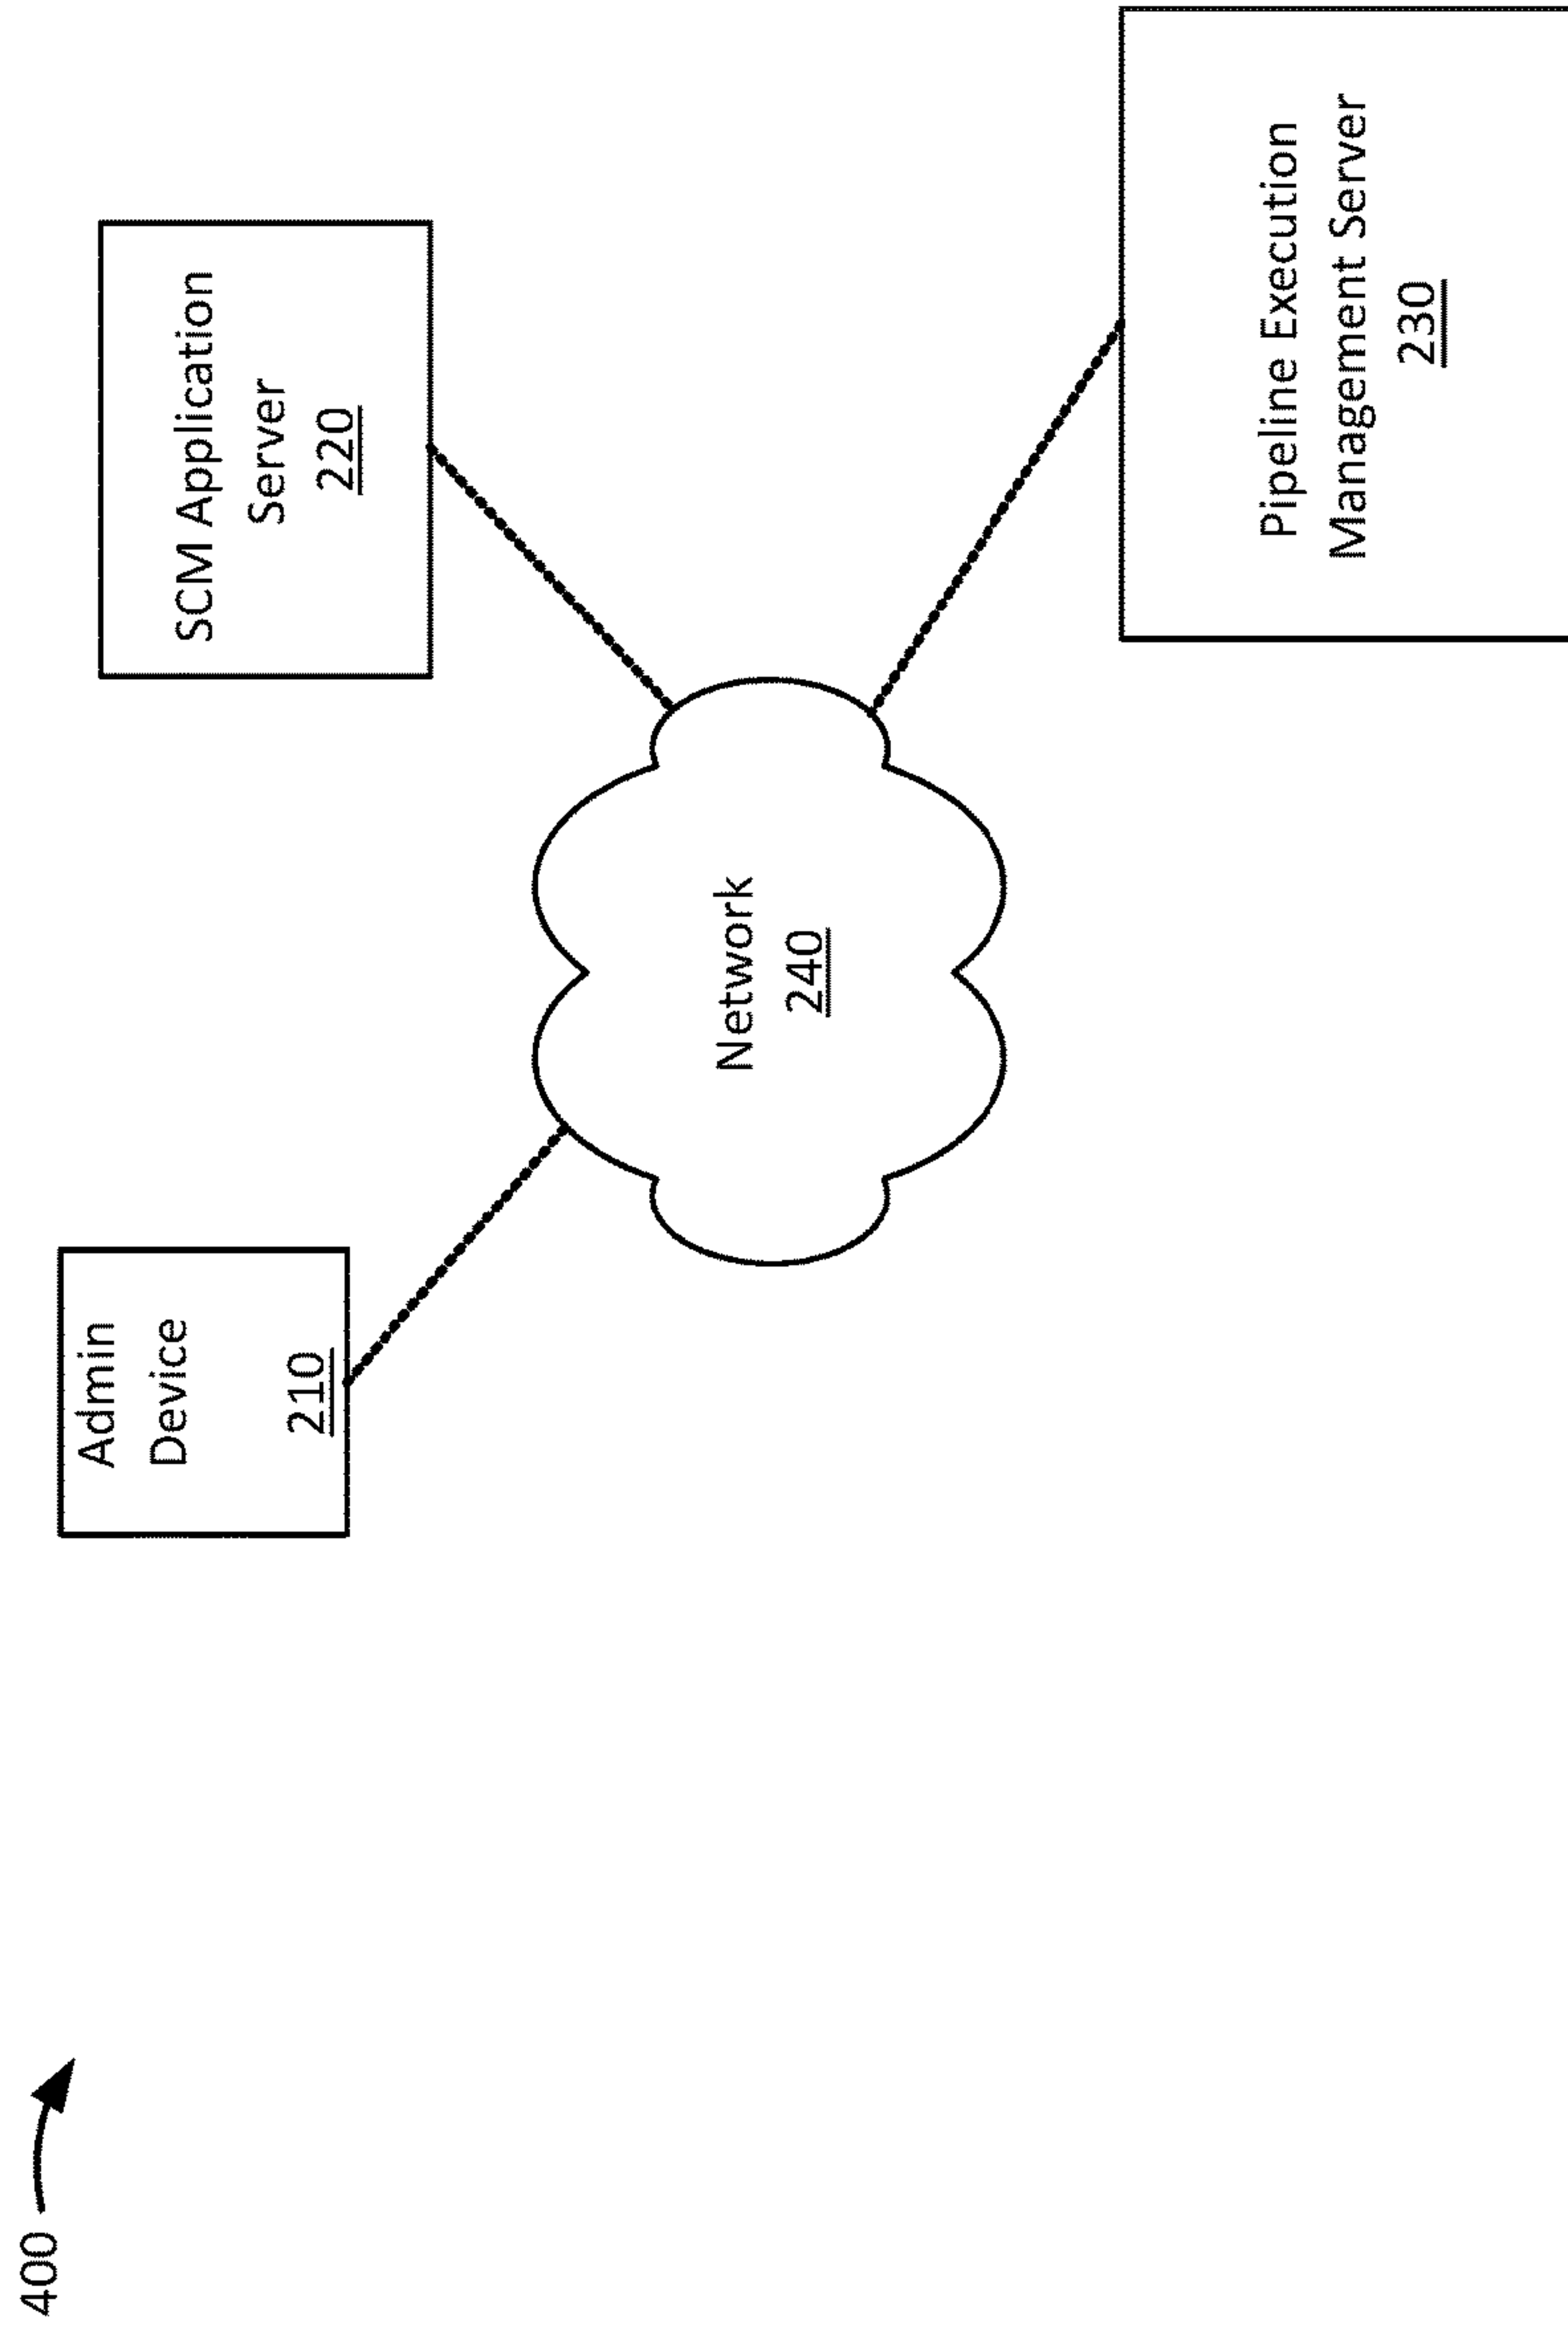 400
Admin
Device
210
SCM Application
Server
220
Network
240
Pipeline Execution
Management Server
230